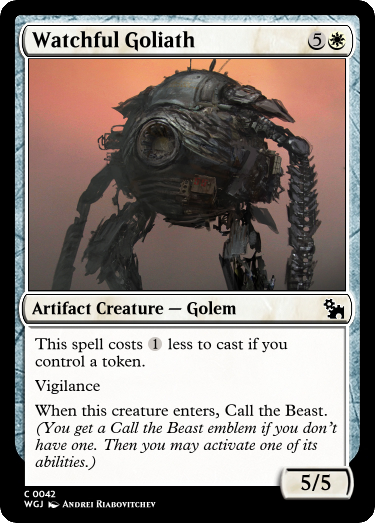 Watchful Goliath 5
Artifact Creature — Golem
This spell costs 1 less to cast if you
control a token.
Vigilance
When this creature enters, Call the Beast.
(You get a Call the Beast emblem if you don't
have one. Then you may activate one of its
abilities.)
5/5
C 0042
WGJ Andrei Riabovitchev